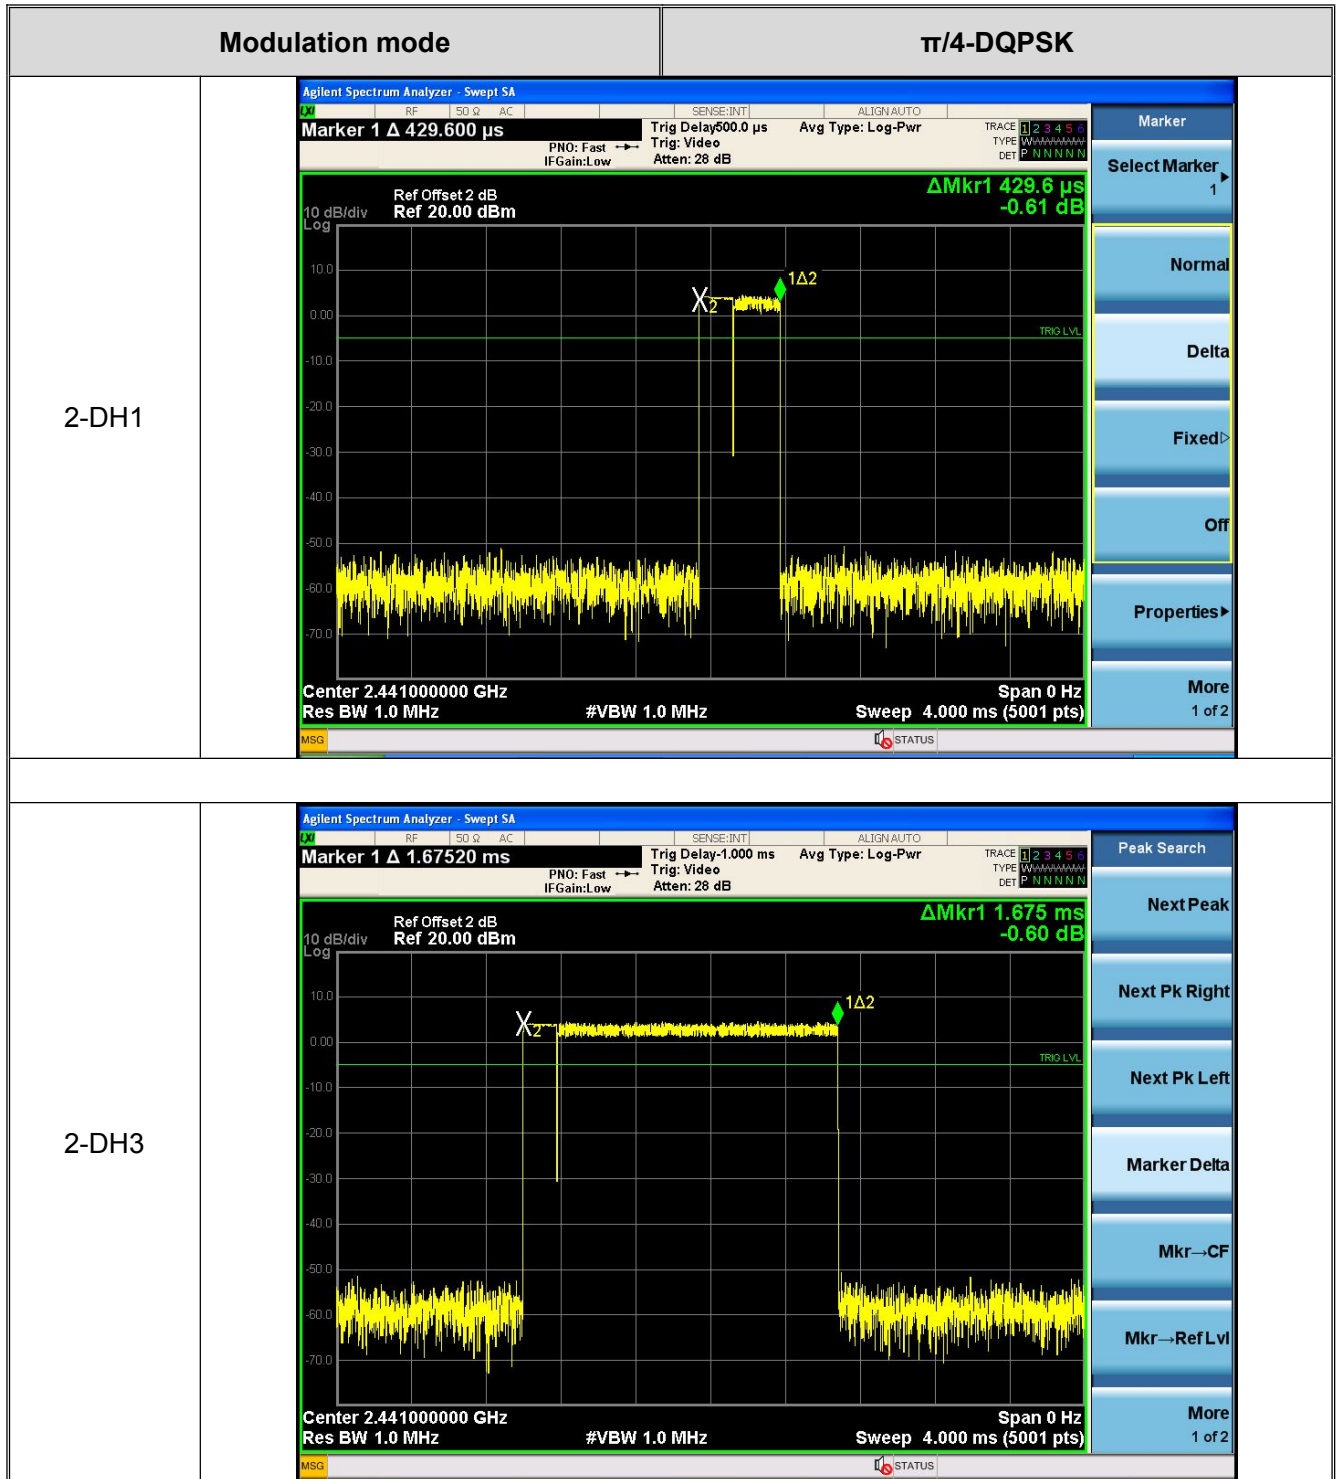 Modulation mode π/4-DQPSK
2-DH1
Agilent Spectrum Analyzer - Swept SA
LXI RF 50 Ω AC SENSE:INT ALIGN AUTO
Marker 1 Δ 429.600 µs
PNO: Fast
IFGain:Low
Trig Delay500.0 µs
Trig: Video
Atten: 28 dB
Avg Type: Log-Pwr
TRACE 1 2 3 4 5 6
TYPE WWWWWW
DET P N N N N N
ΔMkr1 429.6 µs
-0.61 dB
Ref Offset 2 dB
10 dB/div Ref 20.00 dBm
Log
10.0
0.00
-10.0
-20.0
-30.0
-40.0
-50.0
-60.0
-70.0
X2
1Δ2
TRIG LVL
Center 2.441000000 GHz Span 0 Hz
Res BW 1.0 MHz #VBW 1.0 MHz Sweep 4.000 ms (5001 pts)
MSG STATUS
Marker
Select Marker
1
Normal
Delta
Fixed
Off
Properties
More
1 of 2
2-DH3
Agilent Spectrum Analyzer - Swept SA
LXI RF 50 Ω AC SENSE:INT ALIGN AUTO
Marker 1 Δ 1.67520 ms
PNO: Fast
IFGain:Low
Trig Delay-1.000 ms
Trig: Video
Atten: 28 dB
Avg Type: Log-Pwr
TRACE 1 2 3 4 5 6
TYPE WWWWWW
DET P N N N N N
ΔMkr1 1.675 ms
-0.60 dB
Ref Offset 2 dB
10 dB/div Ref 20.00 dBm
Log
10.0
0.00
-10.0
-20.0
-30.0
-40.0
-50.0
-60.0
-70.0
X2
1Δ2
TRIG LVL
Center 2.441000000 GHz Span 0 Hz
Res BW 1.0 MHz #VBW 1.0 MHz Sweep 4.000 ms (5001 pts)
MSG STATUS
Peak Search
Next Peak
Next Pk Right
Next Pk Left
Marker Delta
Mkr→CF
Mkr→Ref Lvl
More
1 of 2